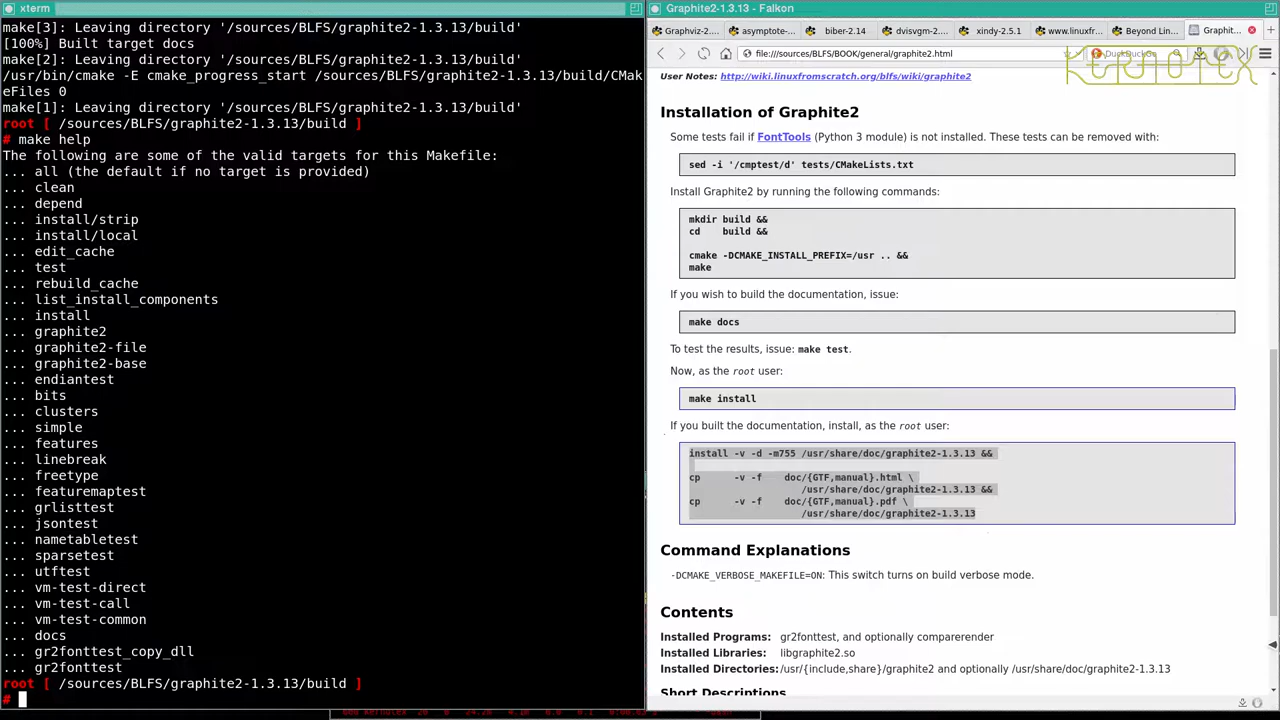 xterm
make[3]: Leaving directory '/sources/BLFS/graphite2-1.3.13/build'
[100%] Built target docs
make[2]: Leaving directory '/sources/BLFS/graphite2-1.3.13/build'
/usr/bin/cmake -E cmake_progress_start /sources/BLFS/graphite2-1.3.13/build/CMak
eFiles 0
make[1]: Leaving directory '/sources/BLFS/graphite2-1.3.13/build'
root [ /sources/BLFS/graphite2-1.3.13/build ]
# make help
The following are some of the valid targets for this Makefile:
... all (the default if no target is provided)
... clean
... depend
... install/strip
... install/local
... edit_cache
... test
... rebuild_cache
... list_install_components
... install
... graphite2
... graphite2-file
... graphite2-base
... endiantest
... bits
... clusters
... simple
... features
... linebreak
... freetype
... featuremaptest
... grlisttest
... jsontest
... nametabletest
... sparsetest
... utftest
... vm-test-direct
... vm-test-call
... vm-test-common
... docs
... gr2fonttest_copy_dll
... gr2fonttest
root [ /sources/BLFS/graphite2-1.3.13/build ]
#
Graphite2-1.3.13 - Falkon
Graphviz-2.... asymptote-... biber-2.14 dvisvgm-2.... xindy-2.5.1 www.linuxfr... Beyond Lin... Graphit...
file:///sources/BLFS/BOOK/general/graphite2.html
DuckDuckGo
User Notes: http://wiki.linuxfromscratch.org/blfs/wiki/graphite2
Installation of Graphite2
Some tests fail if FontTools (Python 3 module) is not installed. These tests can be removed with:
sed -i '/cmptest/d' tests/CMakeLists.txt
Install Graphite2 by running the following commands:
mkdir build &&
cd    build &&
cmake -DCMAKE_INSTALL_PREFIX=/usr .. &&
make
If you wish to build the documentation, issue:
make docs
To test the results, issue: make test.
Now, as the root user:
make install
If you built the documentation, install, as the root user:
install -v -d -m755 /usr/share/doc/graphite2-1.3.13 &&
cp      -v -f    doc/{GTF,manual}.html \
/usr/share/doc/graphite2-1.3.13 &&
cp      -v -f    doc/{GTF,manual}.pdf \
/usr/share/doc/graphite2-1.3.13
Command Explanations
-DCMAKE_VERBOSE_MAKEFILE=ON: This switch turns on build verbose mode.
Contents
Installed Programs: gr2fonttest, and optionally comparerender
Installed Libraries: libgraphite2.so
Installed Directories: /usr/{include,share}/graphite2 and optionally /usr/share/doc/graphite2-1.3.13
Short Descriptions